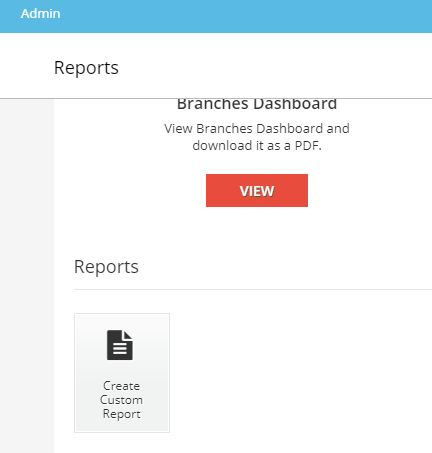 Admin
Reports
Branches Dashboard
View Branches Dashboard and
download it as a PDF.
VIEW
Reports
Create
Custom
Report